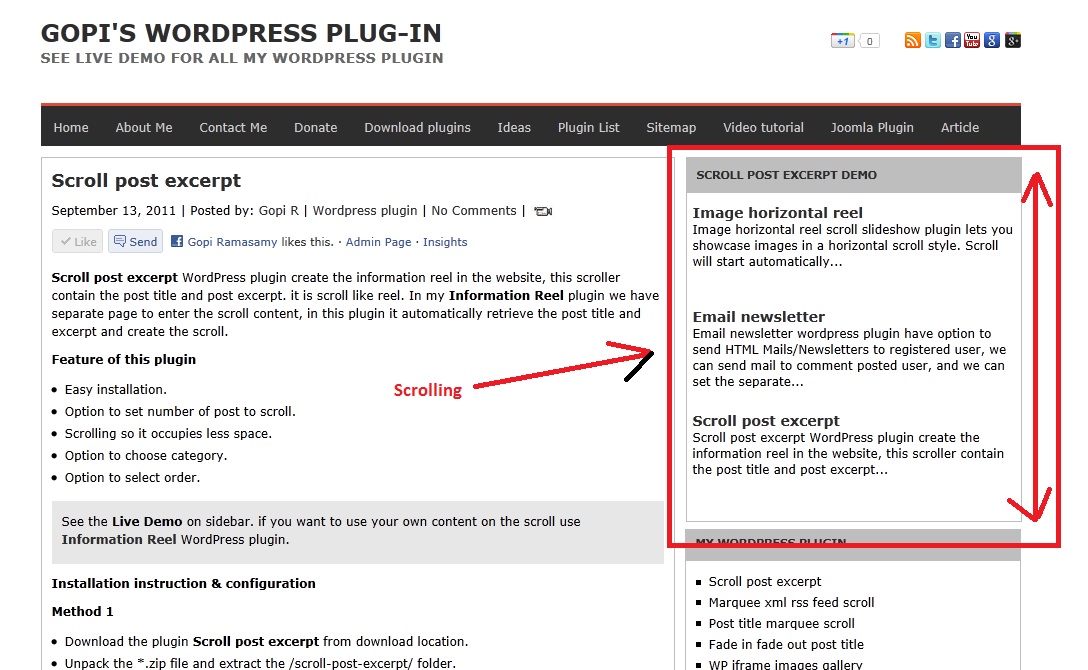 GOPI'S WORDPRESS PLUG-IN
SEE LIVE DEMO FOR ALL MY WORDPRESS PLUGIN
+1 0
You Tube
Home About Me Contact Me Donate Download plugins Ideas Plugin List Sitemap Video tutorial Joomla Plugin Article
Scroll post excerpt
September 13, 2011 | Posted by: Gopi R | Wordpress plugin | No Comments |
Like Send Gopi Ramasamy likes this. · Admin Page · Insights
Scroll post excerpt WordPress plugin create the information reel in the website, this scroller
contain the post title and post excerpt. it is scroll like reel. In my Information Reel plugin we have
separate page to enter the scroll content, in this plugin it automatically retrieve the post title and
excerpt and create the scroll.
Feature of this plugin
Easy installation.
Option to set number of post to scroll.
Scrolling so it occupies less space.
Option to choose category.
Option to select order.
See the Live Demo on sidebar. if you want to use your own content on the scroll use
Information Reel WordPress plugin.
Installation instruction & configuration
Method 1
Download the plugin Scroll post excerpt from download location.
Unpack the *.zip file and extract the /scroll-post-excerpt/ folder.
Scrolling
SCROLL POST EXCERPT DEMO
Image horizontal reel
Image horizontal reel scroll slideshow plugin lets you
showcase images in a horizontal scroll style. Scroll
will start automatically...
Email newsletter
Email newsletter wordpress plugin have option to
send HTML Mails/Newsletters to registered user, we
can send mail to comment posted user, and we can
set the separate...
Scroll post excerpt
Scroll post excerpt WordPress plugin create the
information reel in the website, this scroller contain
the post title and post excerpt...
MY WORDPRESS PLUGIN
Scroll post excerpt
Marquee xml rss feed scroll
Post title marquee scroll
Fade in fade out post title
WP iframe images gallery